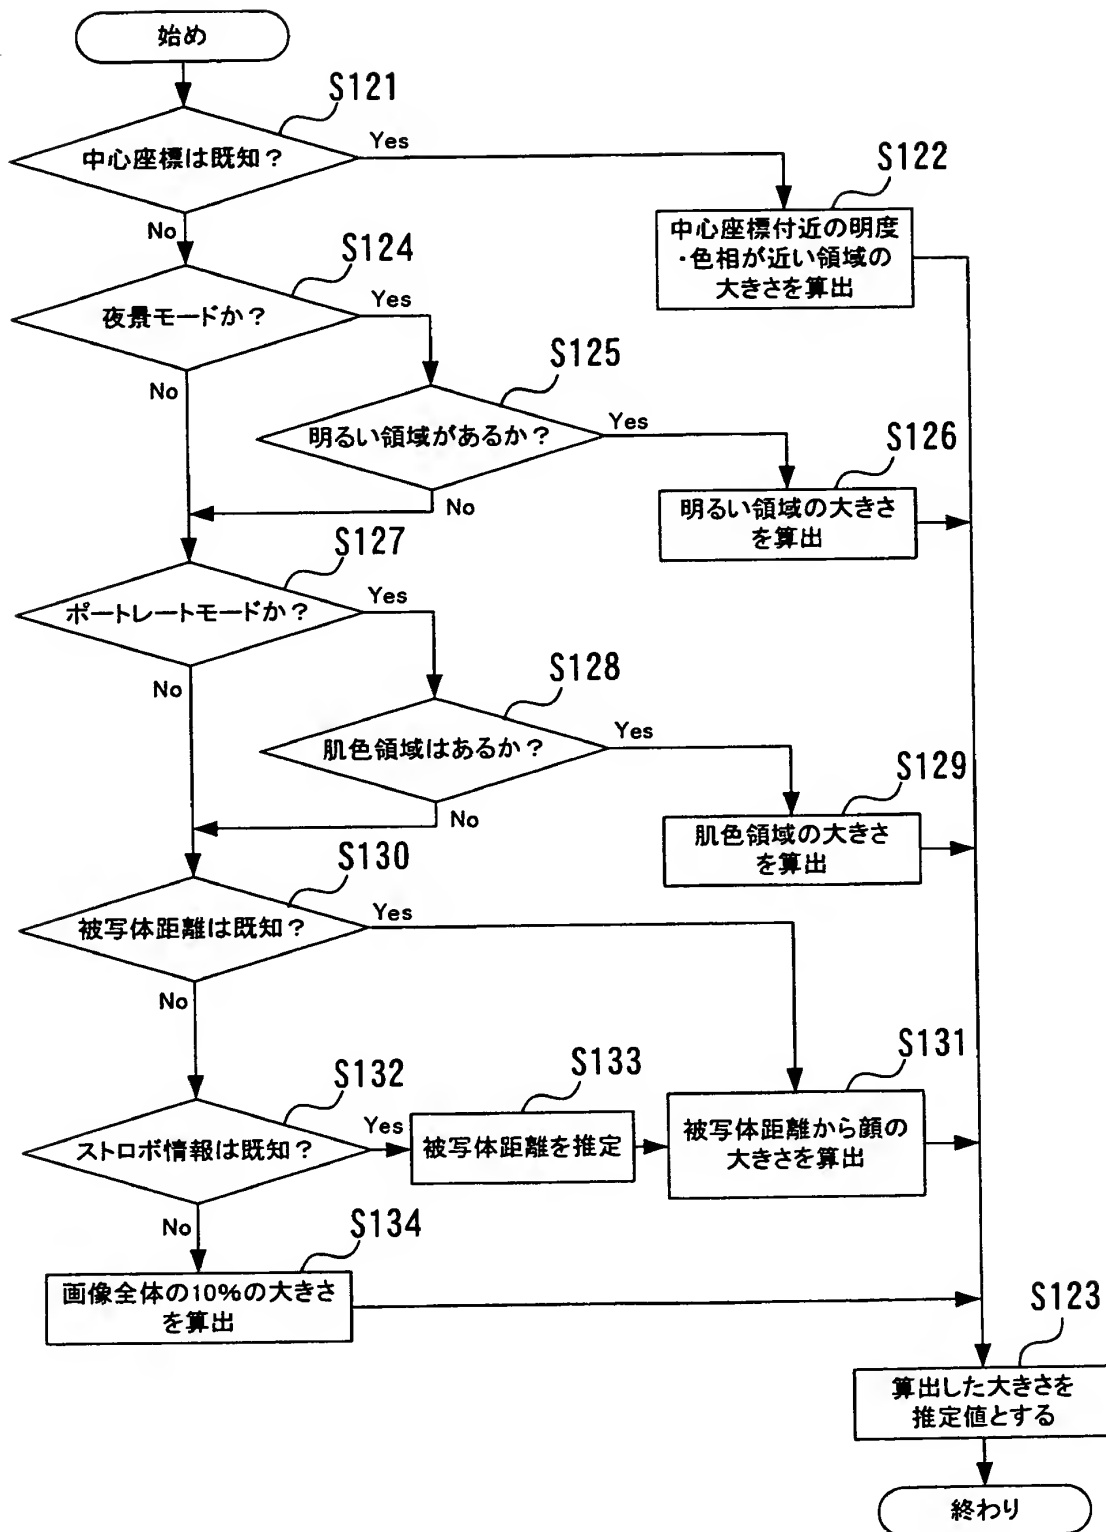 始め
S121
中心座標は既知？
Yes
No
S122
中心座標付近の明度
・色相が近い領域の
大きさを算出
S124
夜景モードか？
Yes
No
S125
明るい領域があるか？
Yes
No
S126
明るい領域の大きさ
を算出
S127
ポートレートモードか？
Yes
No
S128
肌色領域はあるか？
Yes
No
S129
肌色領域の大きさ
を算出
S130
被写体距離は既知？
Yes
No
S131
被写体距離から顔の
大きさを算出
S132
ストロボ情報は既知？
Yes
No
S133
被写体距離を推定
S134
画像全体の10%の大きさ
を算出
S123
算出した大きさを
推定値とする
終わり